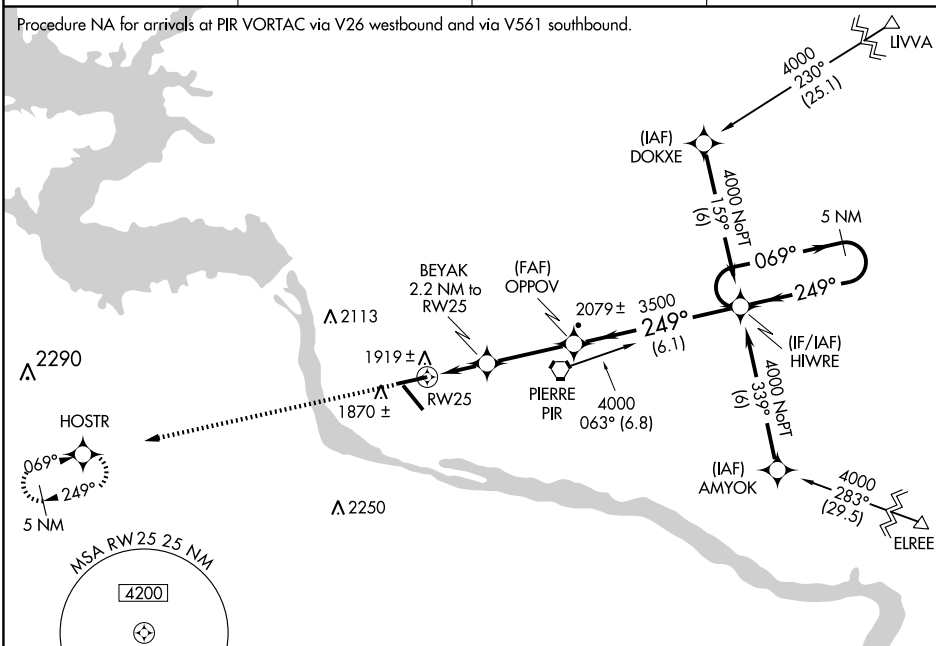 Procedure NA for arrivals at PIR VORTAC via V26 westbound and via V561 southbound.
LIVVA
4000
230°
(25.1)
(IAF)
DOKXE
4000 NoPT
159°
(6)
5 NM
069°
249°
BEYAK
2.2 NM to
RW25
(FAF)
OPPOV
2079 ±
3500
249°
(6.1)
(IF/IAF)
HIWRE
2113
1919 ±
2290
RW25
1870 ±
PIERRE
PIR
4000
063° (6.8)
4000 NoPT
339°
(6)
HOSTR
069°
249°
5 NM
(IAF)
AMYOK
4000
283°
(29.5)
ELREE
2250
MSA RW25 25 NM
4200